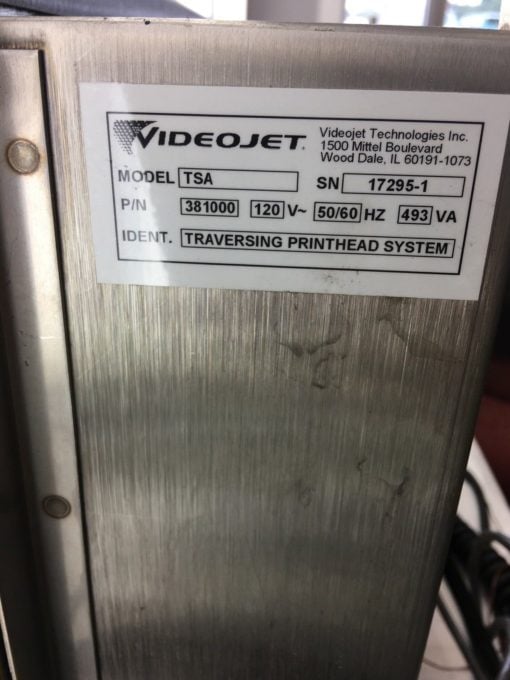 VIDEOJET. Videojet Technologies Inc.
1500 Mittel Boulevard
Wood Dale, IL 60191-1073
MODEL TSA SN 17295-1
P/N 381000 120 V~ 50/60 HZ 493 VA
IDENT. TRAVERSING PRINTHEAD SYSTEM